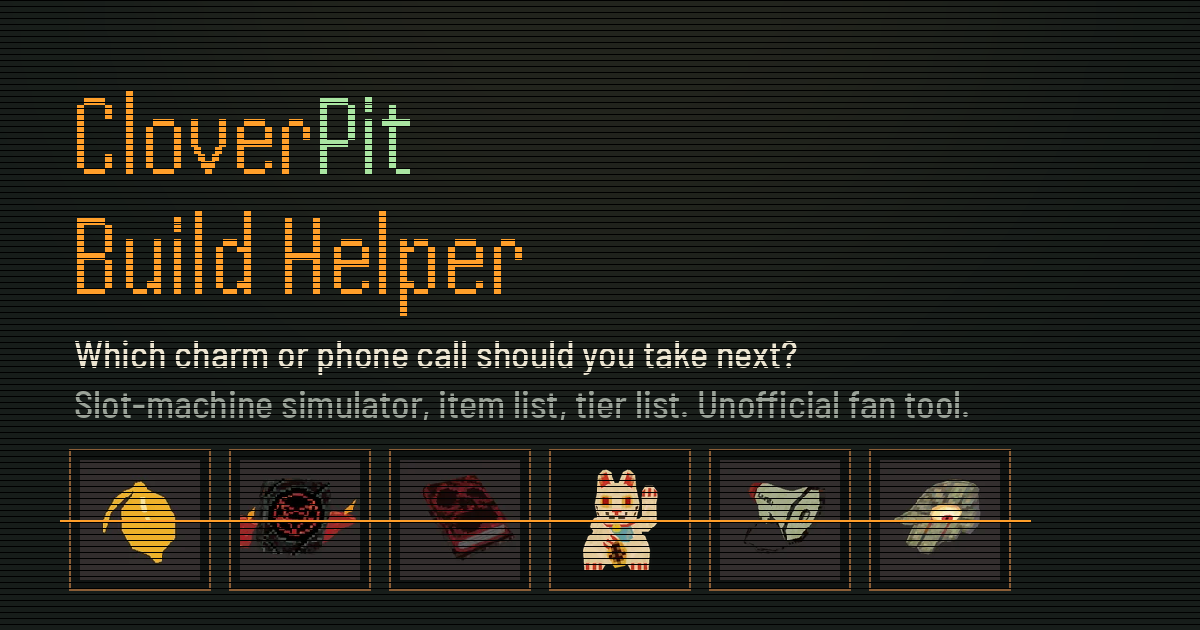 CloverPit
Build Helper
Which charm or phone call should you take next?
Slot-machine simulator, item list, tier list. Unofficial fan tool.